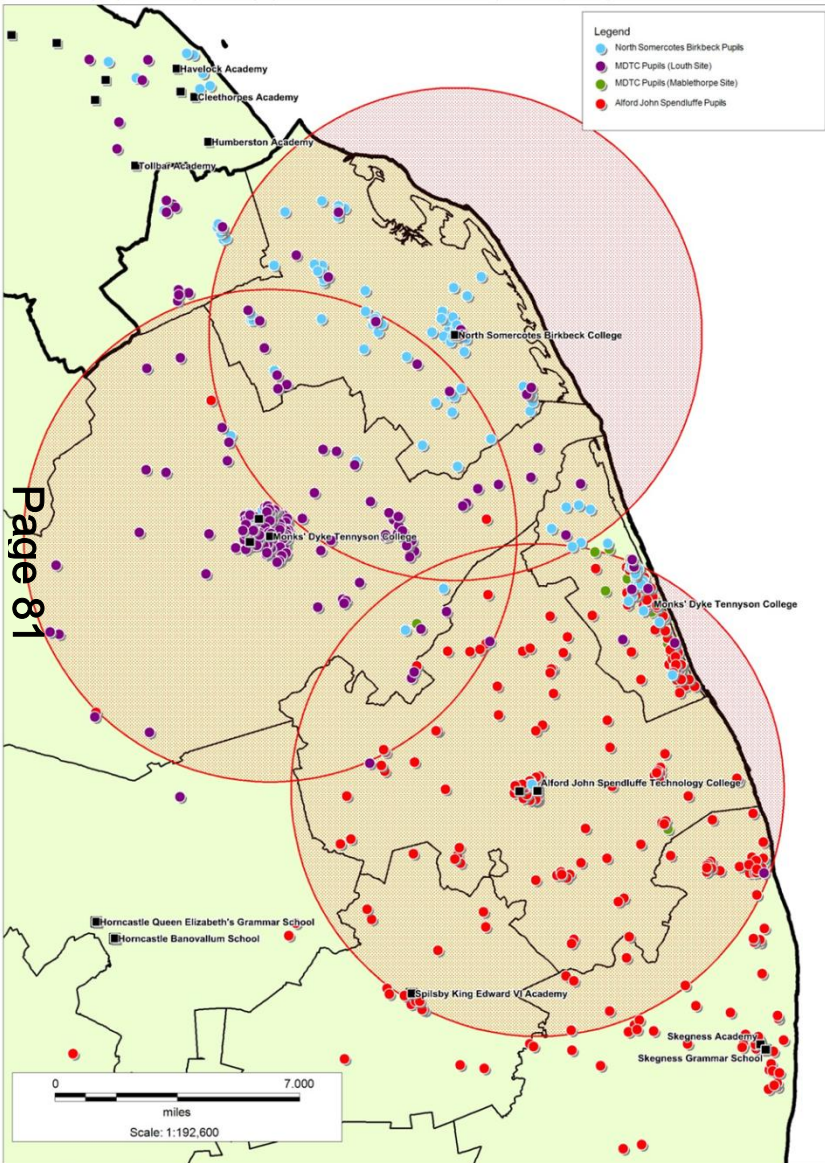 Legend
North Somercotes Birkbeck Pupils
MDTC Pupils (Louth Site)
MDTC Pupils (Mablethorpe Site)
Alford John Spendluffe Pupils
Havelock Academy
Cleethorpes Academy
Humberston Academy
Tollbar Academy
North Somercotes Birkbeck College
Page 81
Monks' Dyke Tennyson College
Monks' Dyke Tennyson College
Alford John Spendluffe Technology College
Horncastle Queen Elizabeth's Grammar School
Horncastle Banovallum School
Spilsby King Edward VI Academy
Skegness Academy
Skegness Grammar School
0 7.000
miles
Scale: 1:192,600